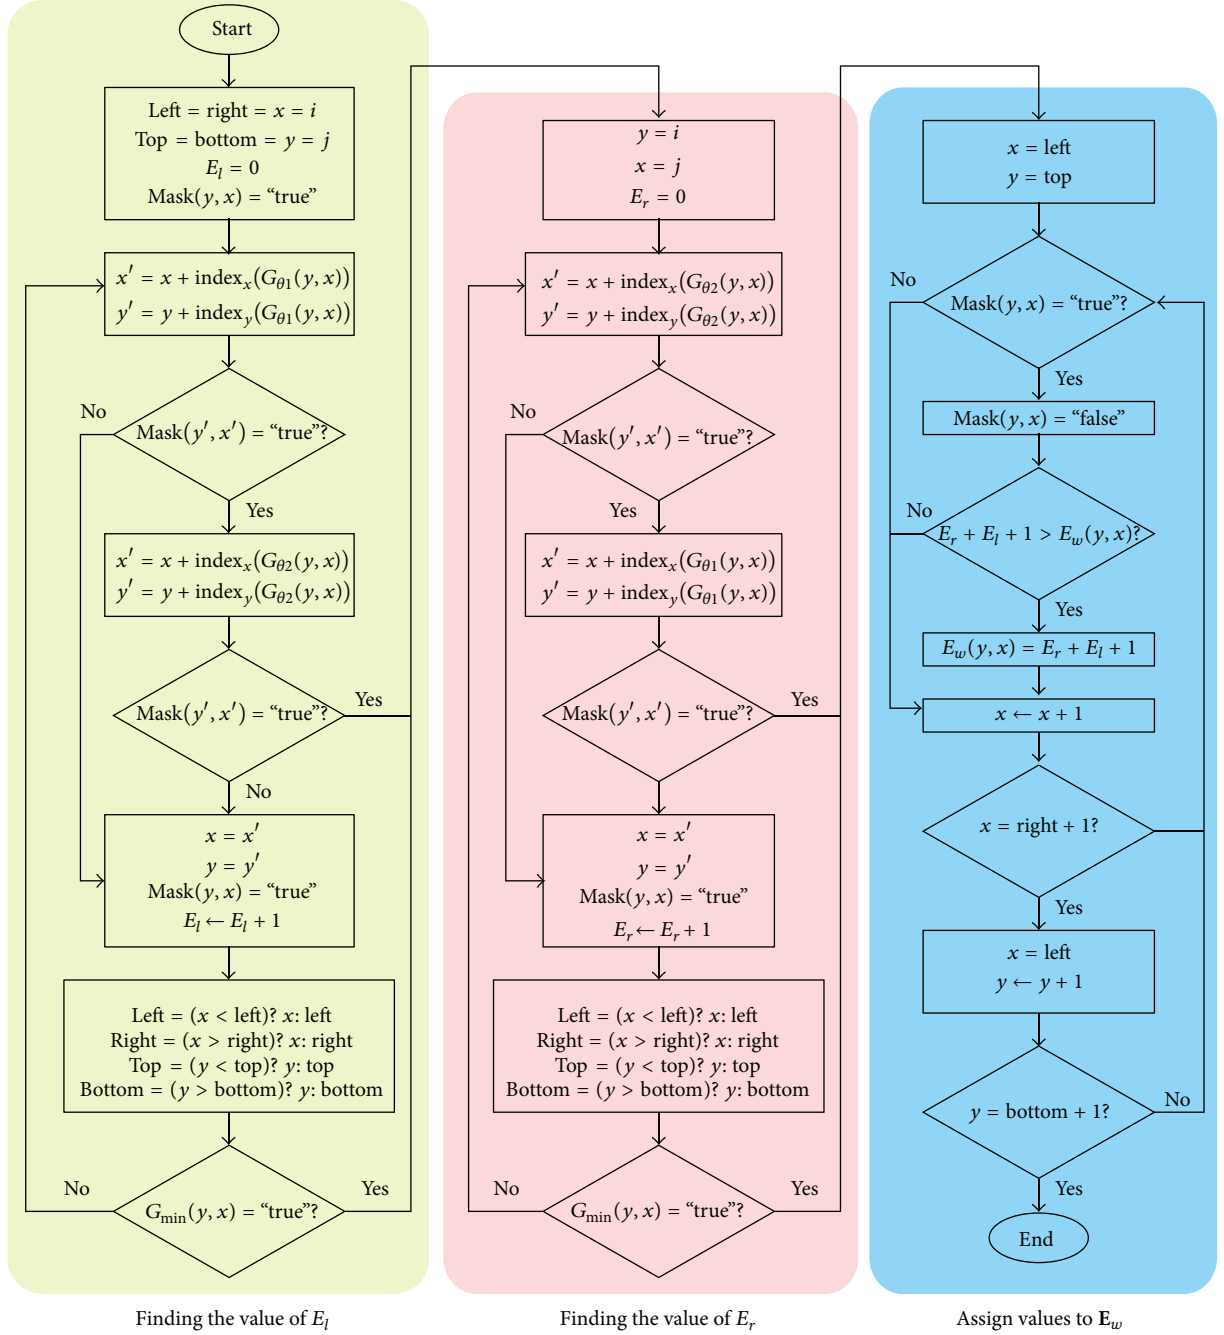 Start
Left = right = x = i
Top = bottom = y = j
E_l = 0
Mask(y, x) = “true”
x′ = x + index_x(G_θ1(y, x))
y′ = y + index_y(G_θ1(y, x))
No
Mask(y′, x′) = “true”?
Yes
x′ = x + index_x(G_θ2(y, x))
y′ = y + index_y(G_θ2(y, x))
Mask(y′, x′) = “true”?
Yes
No
x = x′
y = y′
Mask(y, x) = “true”
E_l ← E_l + 1
Left = (x < left)? x: left
Right = (x > right)? x: right
Top = (y < top)? y: top
Bottom = (y > bottom)? y: bottom
No
G_min(y, x) = “true”?
Yes
Finding the value of E_l
y = i
x = j
E_r = 0
x′ = x + index_x(G_θ2(y, x))
y′ = y + index_y(G_θ2(y, x))
No
Mask(y′, x′) = “true”?
Yes
x′ = x + index_x(G_θ1(y, x))
y′ = y + index_y(G_θ1(y, x))
Mask(y′, x′) = “true”?
Yes
No
x = x′
y = y′
Mask(y, x) = “true”
E_r ← E_r + 1
Left = (x < left)? x: left
Right = (x > right)? x: right
Top = (y < top)? y: top
Bottom = (y > bottom)? y: bottom
No
G_min(y, x) = “true”?
Yes
Finding the value of E_r
x = left
y = top
No
Mask(y, x) = “true”?
Yes
Mask(y, x) = “false”
No
E_r + E_l + 1 > E_w(y, x)?
Yes
E_w(y, x) = E_r + E_l + 1
x ← x + 1
x = right + 1?
Yes
x = left
y ← y + 1
y = bottom + 1?
No
Yes
End
Assign values to E_w